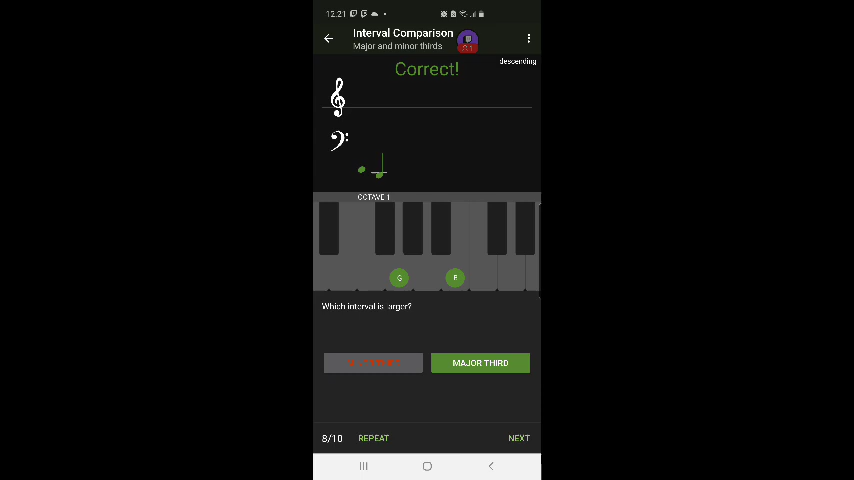 12.21
Interval Comparison
Major and minor thirds
descending
Correct!
OCTAVE 1
G
B
Which interval is larger?
MAJOR THIRD
8/10
REPEAT
NEXT